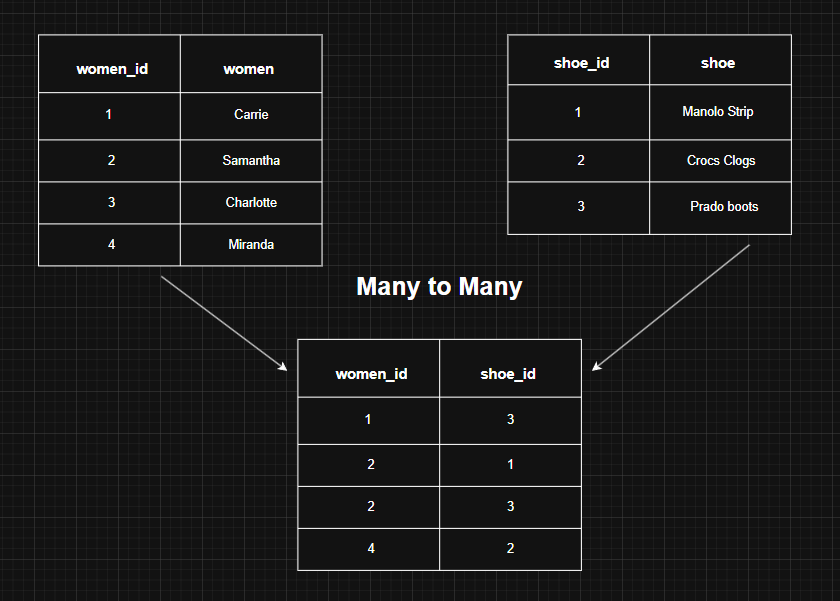 women_id women
1 Carrie
2 Samantha
3 Charlotte
4 Miranda
shoe_id shoe
1 Manolo Strip
2 Crocs Clogs
3 Prado boots
Many to Many
women_id shoe_id
1 3
2 1
2 3
4 2